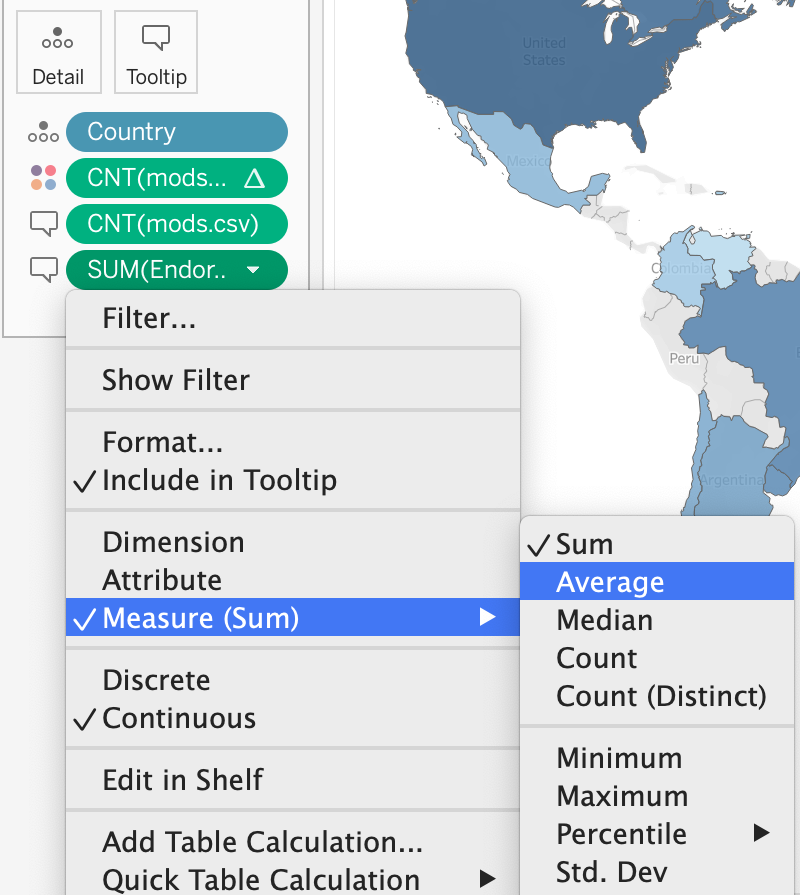 Detail
Tooltip
Country
CNT(mods...
CNT(mods.csv)
SUM(Endor..
Filter...
Show Filter
Format...
Include in Tooltip
Dimension
Attribute
Measure (Sum)
Discrete
Continuous
Edit in Shelf
Add Table Calculation...
Quick Table Calculation
Sum
Average
Median
Count
Count (Distinct)
Minimum
Maximum
Percentile
Std. Dev
United
States
Mexico
Colombia
Peru
Argentina